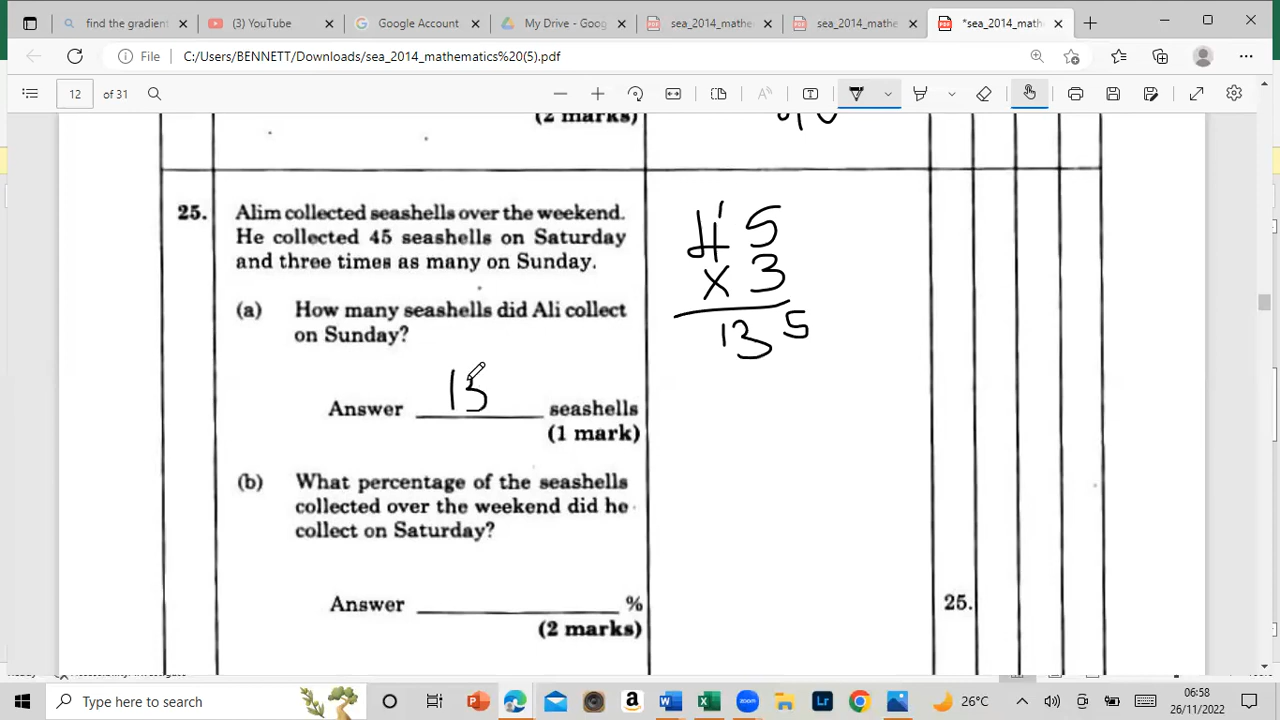 find the gradient
(3) YouTube
Google Account
My Drive - Goog
sea_2014_mathe
sea_2014_mathe
*sea_2014_math
File
C:/Users/BENNETT/Downloads/sea_2014_mathematics%20(5).pdf
12 of 31
(2 marks)
25.
Alim collected seashells over the weekend.
He collected 45 seashells on Saturday
and three times as many on Sunday.
(a) How many seashells did Ali collect
on Sunday?
Answer 15 seashells
(1 mark)
(b) What percentage of the seashells
collected over the weekend did he
collect on Saturday?
Answer %
(2 marks)
1
45
x 3
135
25.
Type here to search
26°C
06:58
26/11/2022